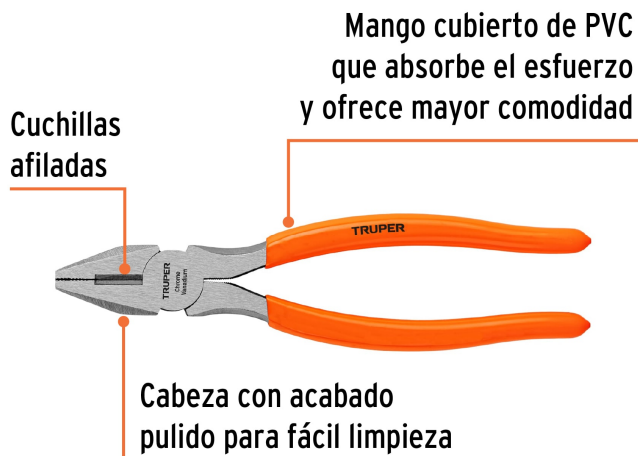 Mango cubierto de PVC
que absorbe el esfuerzo
y ofrece mayor comodidad
Cuchillas
afiladas
TRUPER
TRUPER
Chrome
Vanadium
Cabeza con acabado
pulido para fácil limpieza